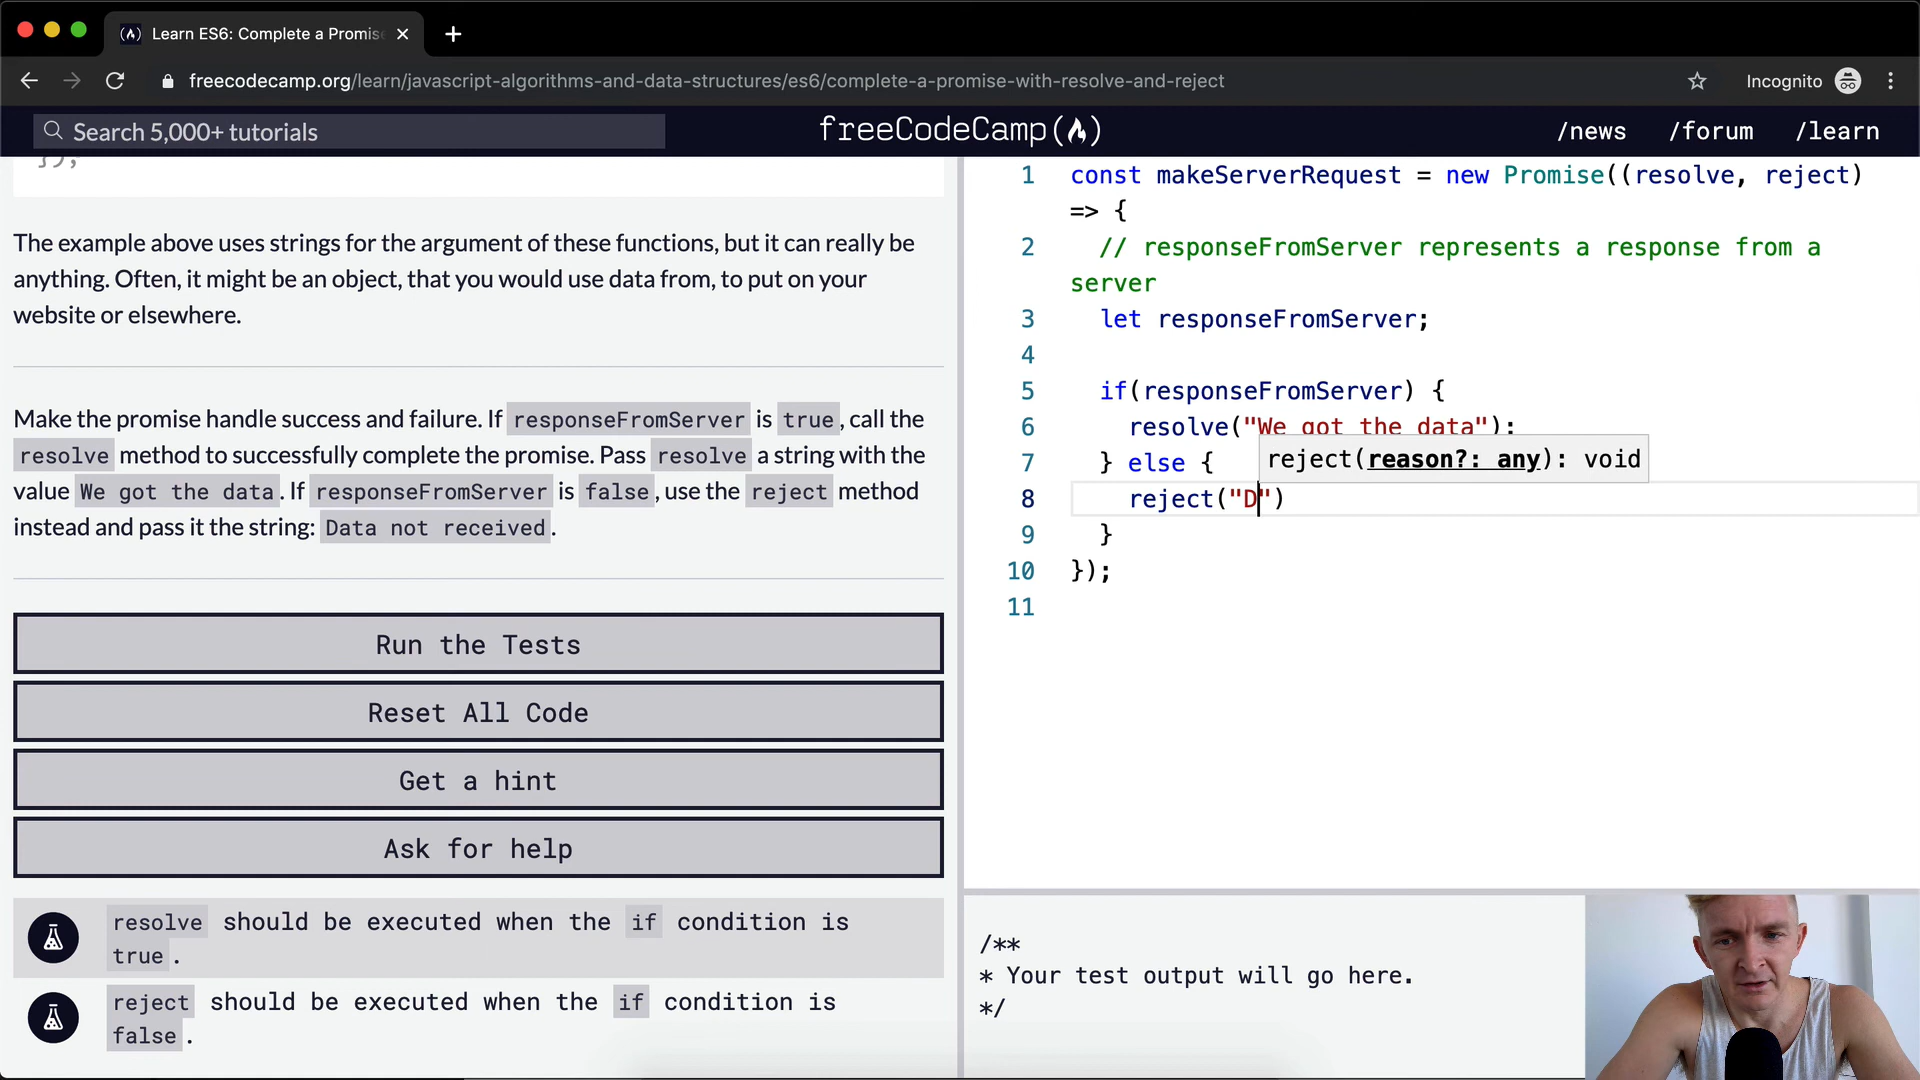 Learn ES6: Complete a Promise
freecodecamp.org/learn/javascript-algorithms-and-data-structures/es6/complete-a-promise-with-resolve-and-reject
Incognito
Search 5,000+ tutorials
freeCodeCamp
/news
/forum
/learn
});
The example above uses strings for the argument of these functions, but it can really be
anything. Often, it might be an object, that you would use data from, to put on your
website or elsewhere.
Make the promise handle success and failure. If responseFromServer is true, call the
resolve method to successfully complete the promise. Pass resolve a string with the
value We got the data. If responseFromServer is false, use the reject method
instead and pass it the string: Data not received.
Run the Tests
Reset All Code
Get a hint
Ask for help
resolve should be executed when the if condition is
true.
reject should be executed when the if condition is
false.
1 const makeServerRequest = new Promise((resolve, reject)
=> {
2 // responseFromServer represents a response from a
server
3 let responseFromServer;
4
5 if(responseFromServer) {
6 resolve("We got the data");
7 } else {
reject(reason?: any): void
8 reject("D")
9 }
10 });
11
/**
* Your test output will go here.
*/